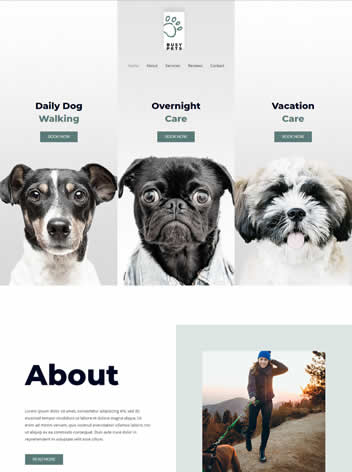 BUSY
PETS
Home About Services Reviews Contact
Daily Dog
Walking
BOOK NOW
Overnight
Care
BOOK NOW
Vacation
Care
BOOK NOW
About
Lorem ipsum dolor sit amet, consectetur adipiscing elit, sed do
eiusmod tempor incididunt ut labore et dolore magna aliqua. Ut
enim ad minim veniam, quis nostrud exercitation ullamco laboris nisi
ut aliquip ex ea commodo consequat. Duis aute irure dolor in
reprehenderit in voluptate velit esse cillum.
READ MORE